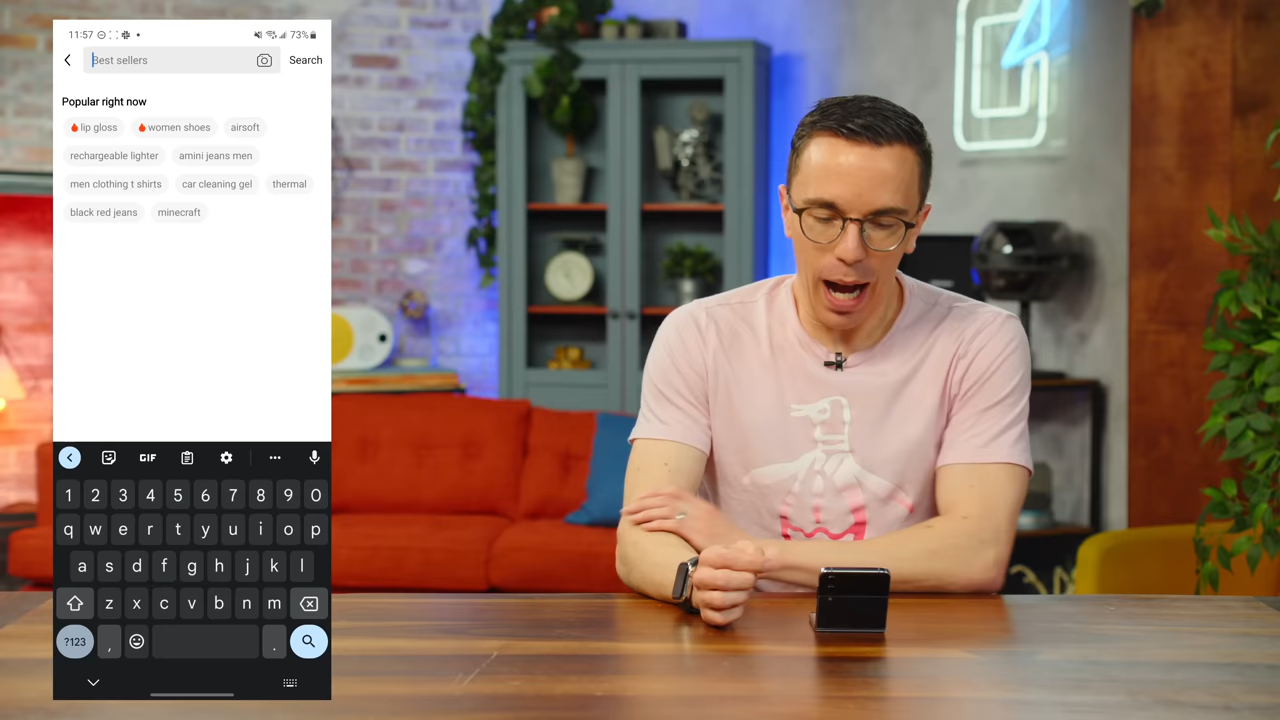 11:57 73%
Best sellers Search
Popular right now
lip gloss women shoes airsoft
rechargeable lighter amini jeans men
men clothing t shirts car cleaning gel thermal
black red jeans minecraft
GIF
1 2 3 4 5 6 7 8 9 0
q w e r t y u i o p
a s d f g h j k l
z x c v b n m
?123 , .